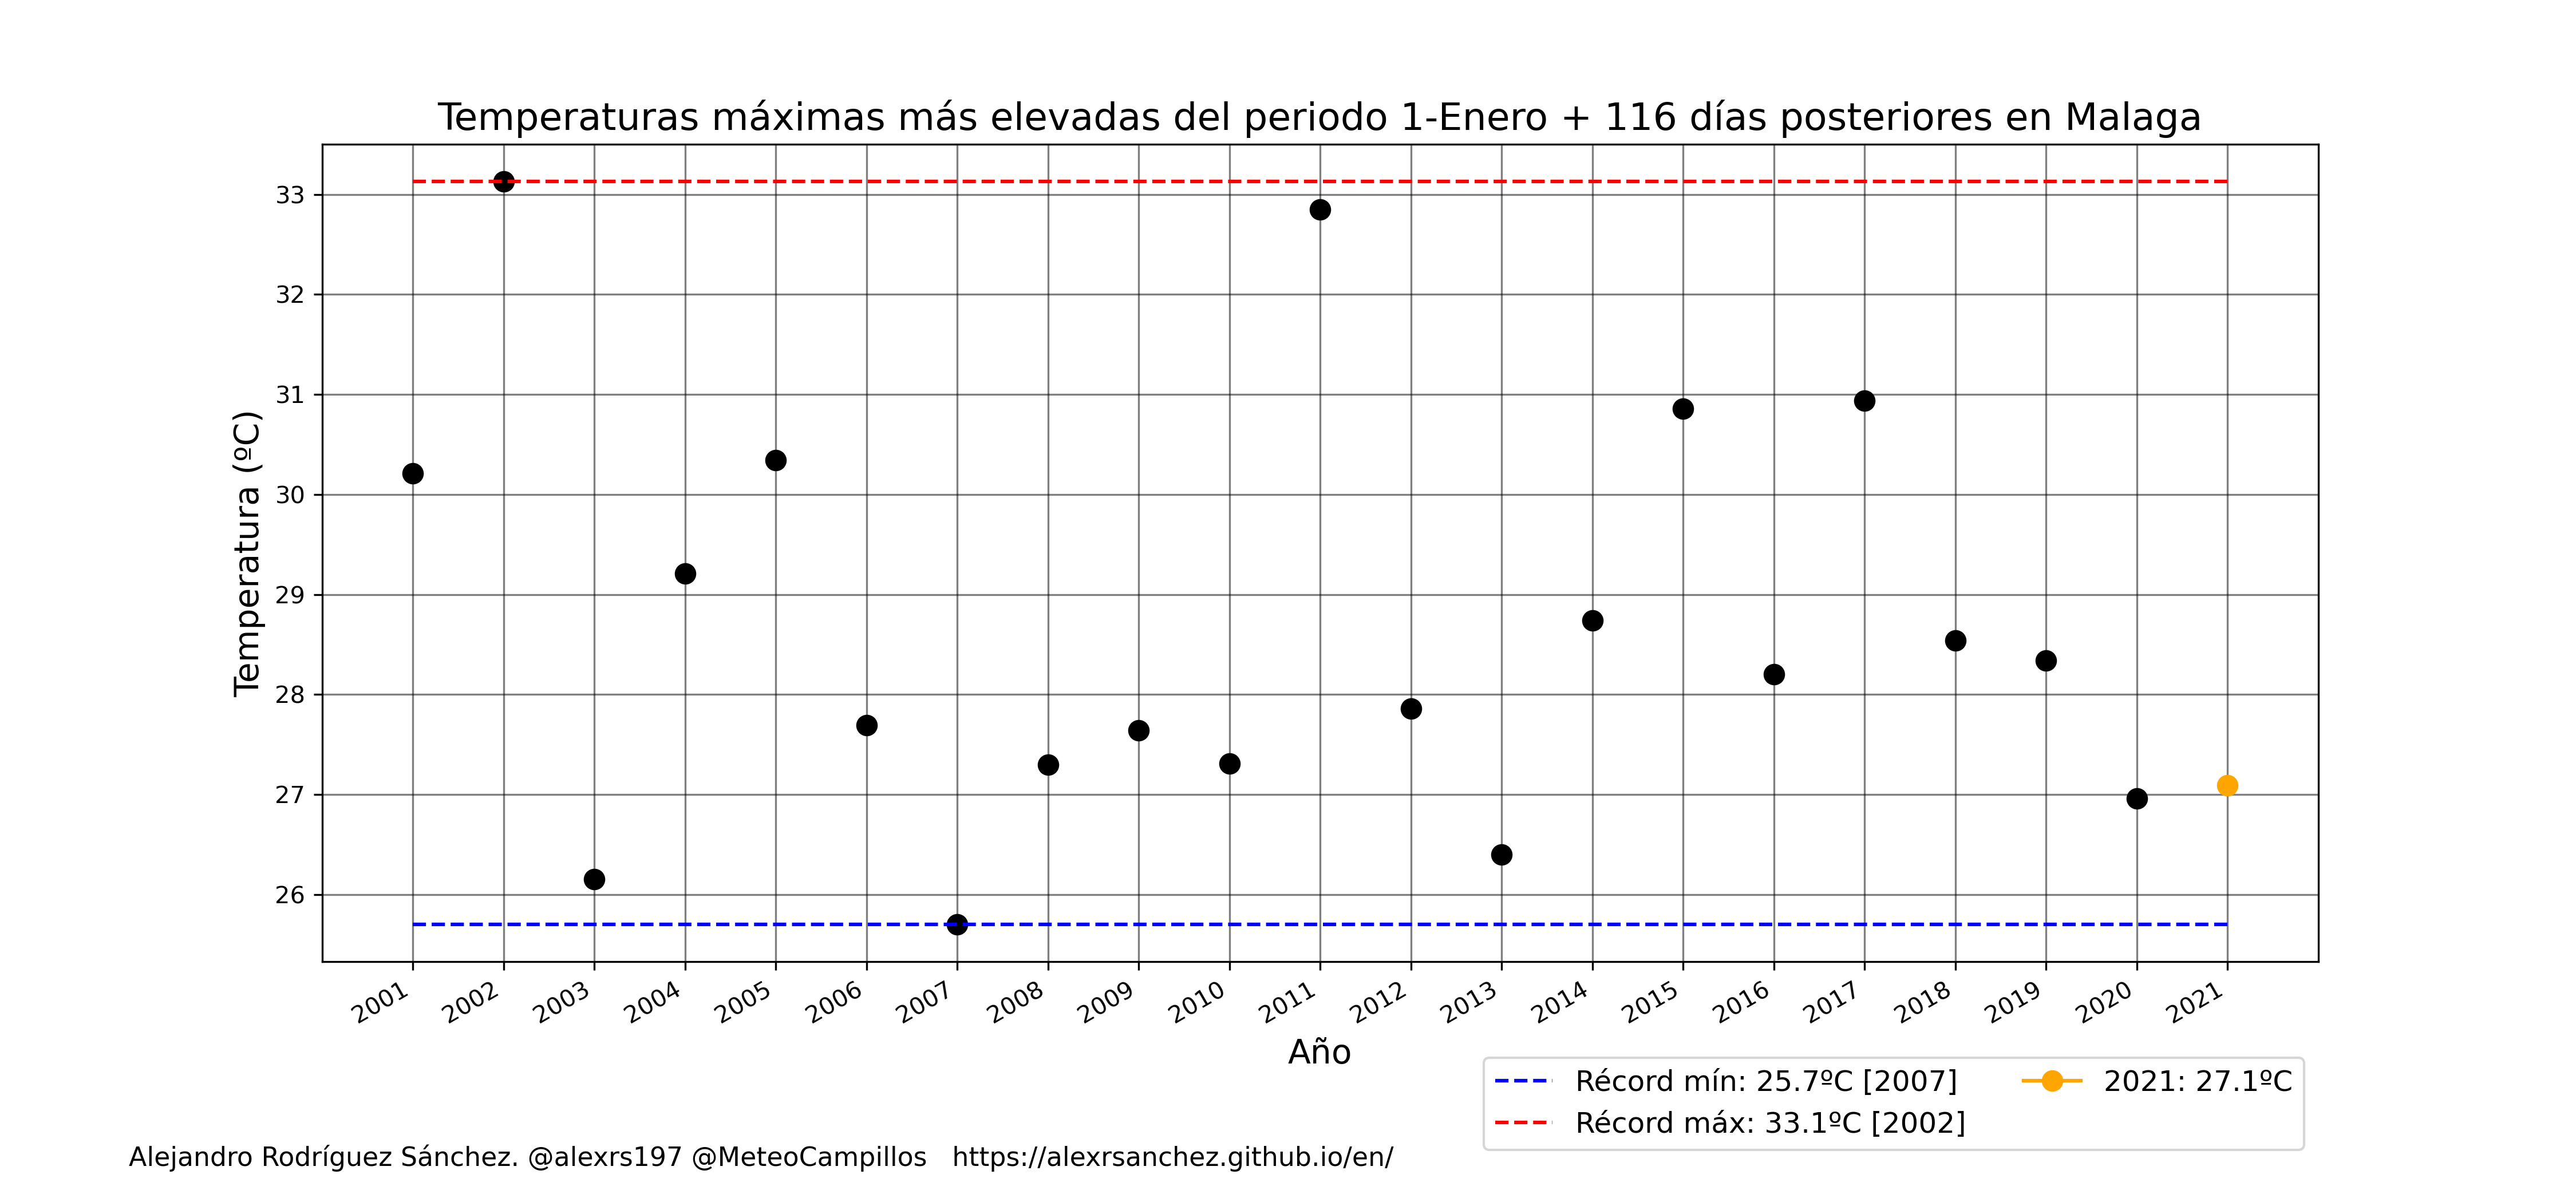 Temperaturas máximas más elevadas del periodo 1-Enero + 116 días posteriores en Malaga
Temperatura (ºC)
33
32
31
30
29
28
27
26
2001 2002 2003 2004 2005 2006 2007 2008 2009 2010 2011 2012 2013 2014 2015 2016 2017 2018 2019 2020 2021
Año
Récord mín: 25.7ºC [2007]
Récord máx: 33.1ºC [2002]
2021: 27.1ºC
Alejandro Rodríguez Sánchez. @alexrs197 @MeteoCampillos https://alexrsanchez.github.io/en/